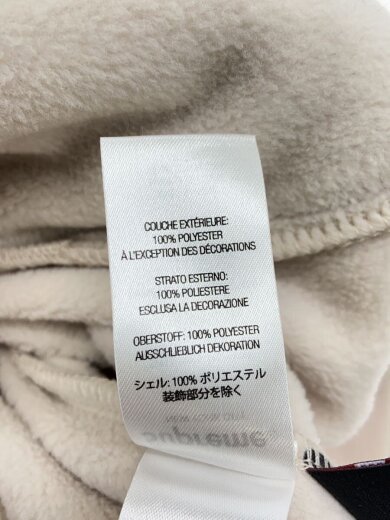 COUCHE EXTÉRIEURE:
100% POLYESTER
À L'EXCEPTION DES DÉCORATIONS
STRATO ESTERNO:
100% POLIESTERE
ESCLUSA LA DECORAZIONE
OBERSTOFF: 100% POLYESTER
AUSSCHLIEßLICH DEKORATION
シェル: 100% ポリエステル
装飾部分を除く